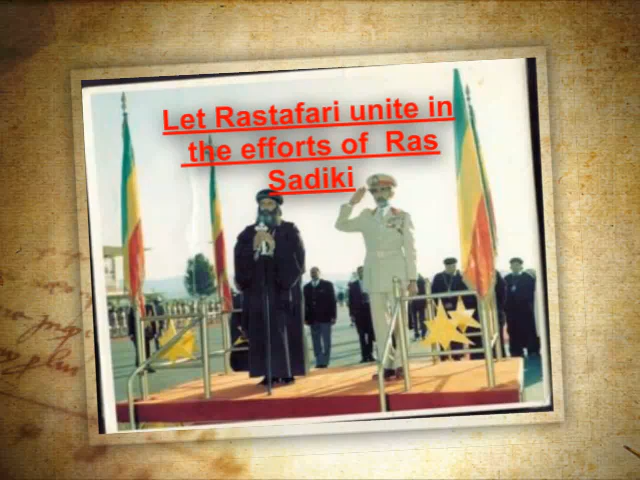 Let Rastafari unite in
the efforts of Ras
Sadiki